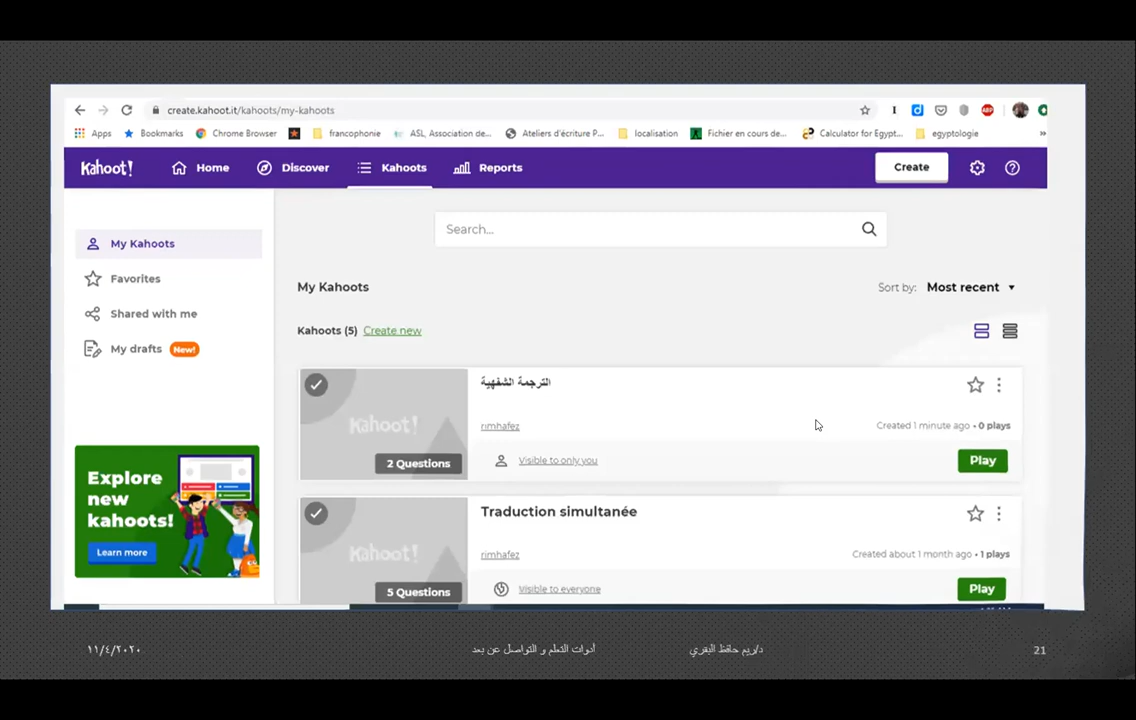 create.kahoot.it/kahoots/my-kahoots
Apps Bookmarks Chrome Browser francophonie ASL, Association de... Ateliers d'écriture P... localisation Fichier en cours de... Calculator for Egypt... egyptologie »
Kahoot! Home Discover Kahoots Reports Create
My Kahoots
Favorites
Shared with me
My drafts New!
Explore
new
kahoots!
Learn more
Search...
My Kahoots Sort by: Most recent
Kahoots (5) Create new
الترجمة الشفهية
Kahoot!
rimhafez Created 1 minute ago • 0 plays
2 Questions Visible to only you Play
Traduction simultanée
Kahoot!
rimhafez Created about 1 month ago • 1 plays
5 Questions Visible to everyone Play
١١/٤/٢٠٢٠ أدوات التعلم و التواصل عن بعد د/ريم حافظ البقري 21